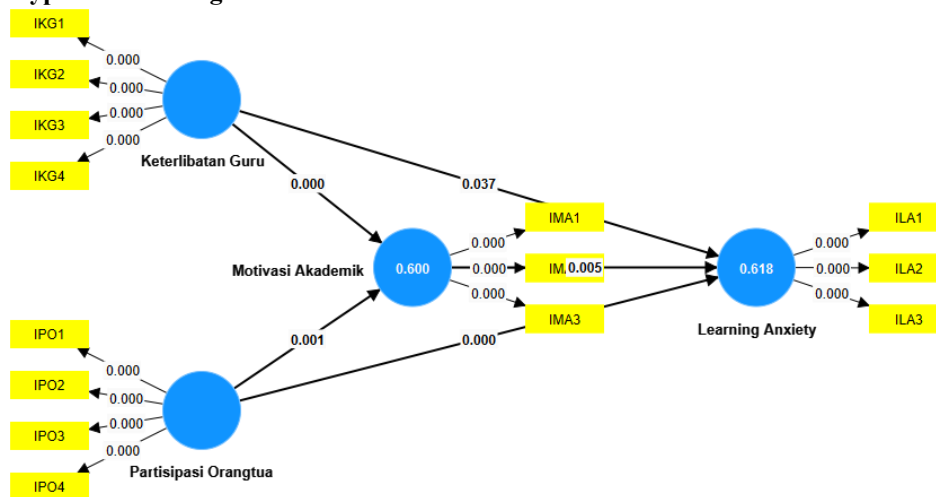 IKG1
0.000
IKG2
0.000
IKG3
0.000
0.000
IKG4
Keterlibatan Guru
0.000
0.037
IMA1
ILA1
0.000
0.000
Motivasi Akademik
0.600
0.000
0.005
0.618
0.000
ILA2
0.000
0.000
IMA3
ILA3
Learning Anxiety
0.001
0.000
IPO1
0.000
IPO2
0.000
IPO3
0.000
0.000
IPO4
Partisipasi Orangtua